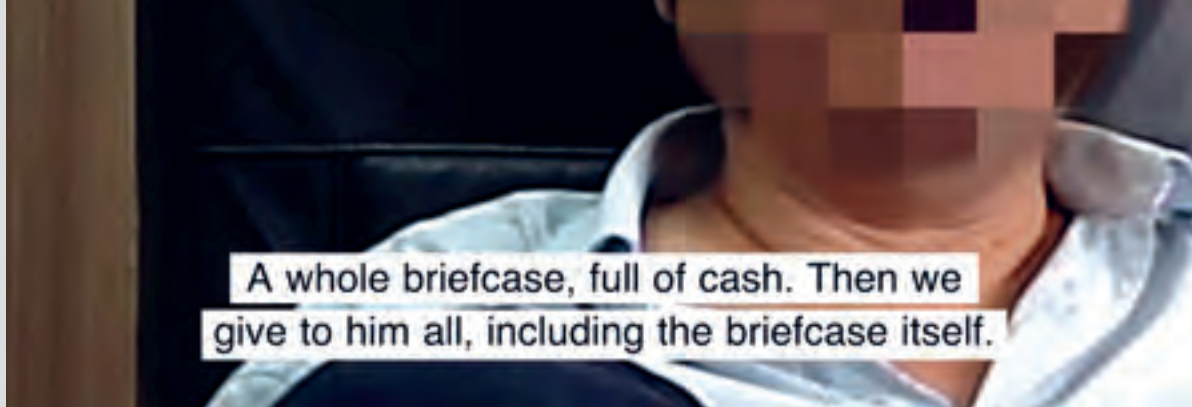 A whole briefcase, full of cash. Then we
give to him all, including the briefcase itself.